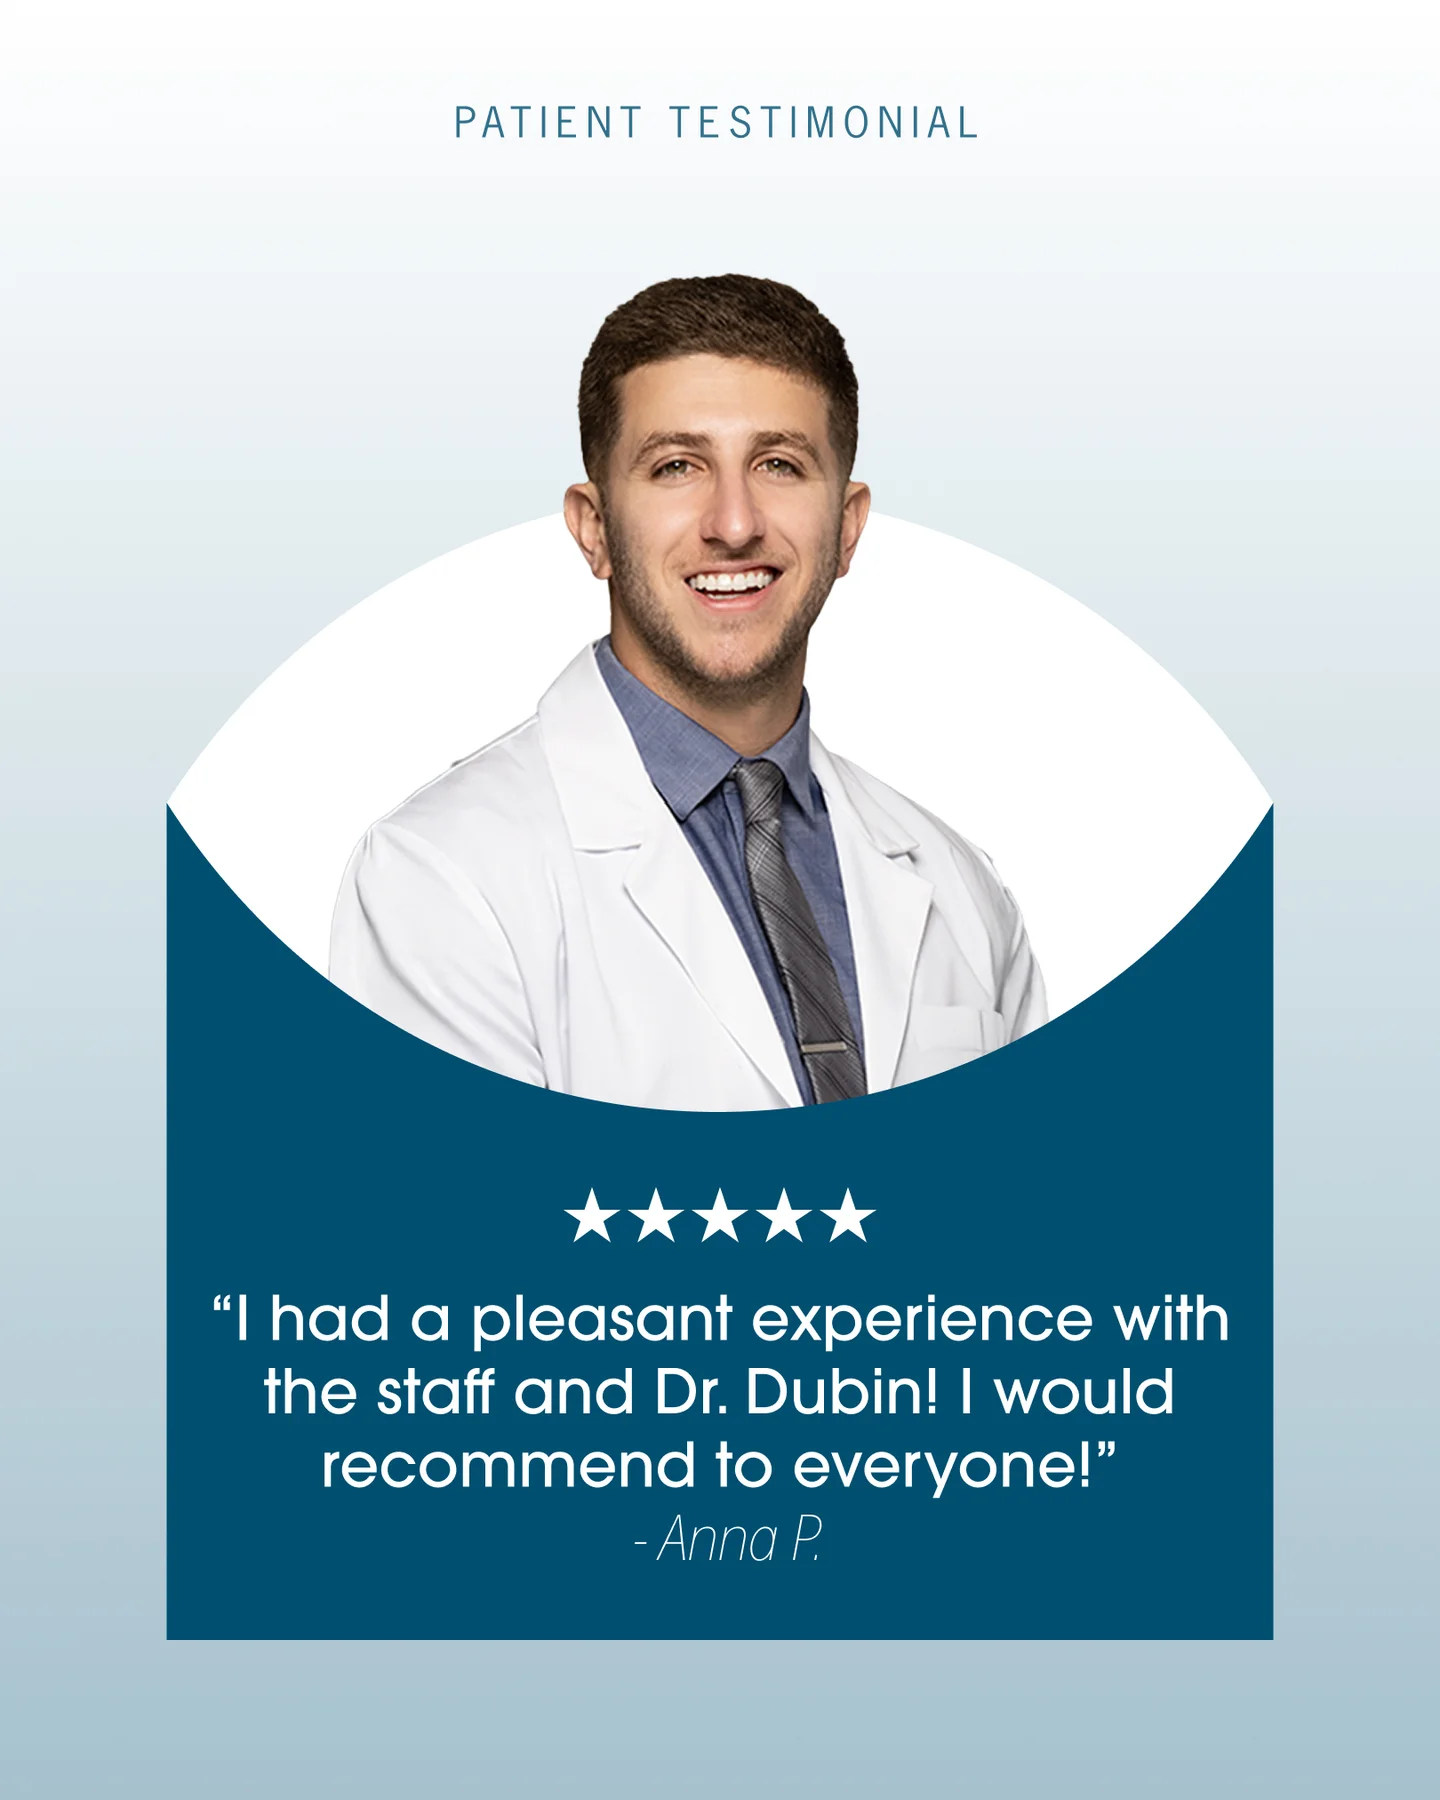 PATIENT TESTIMONIAL
★★★★★
“I had a pleasant experience with
the staff and Dr. Dubin! I would
recommend to everyone!”
- Anna P.